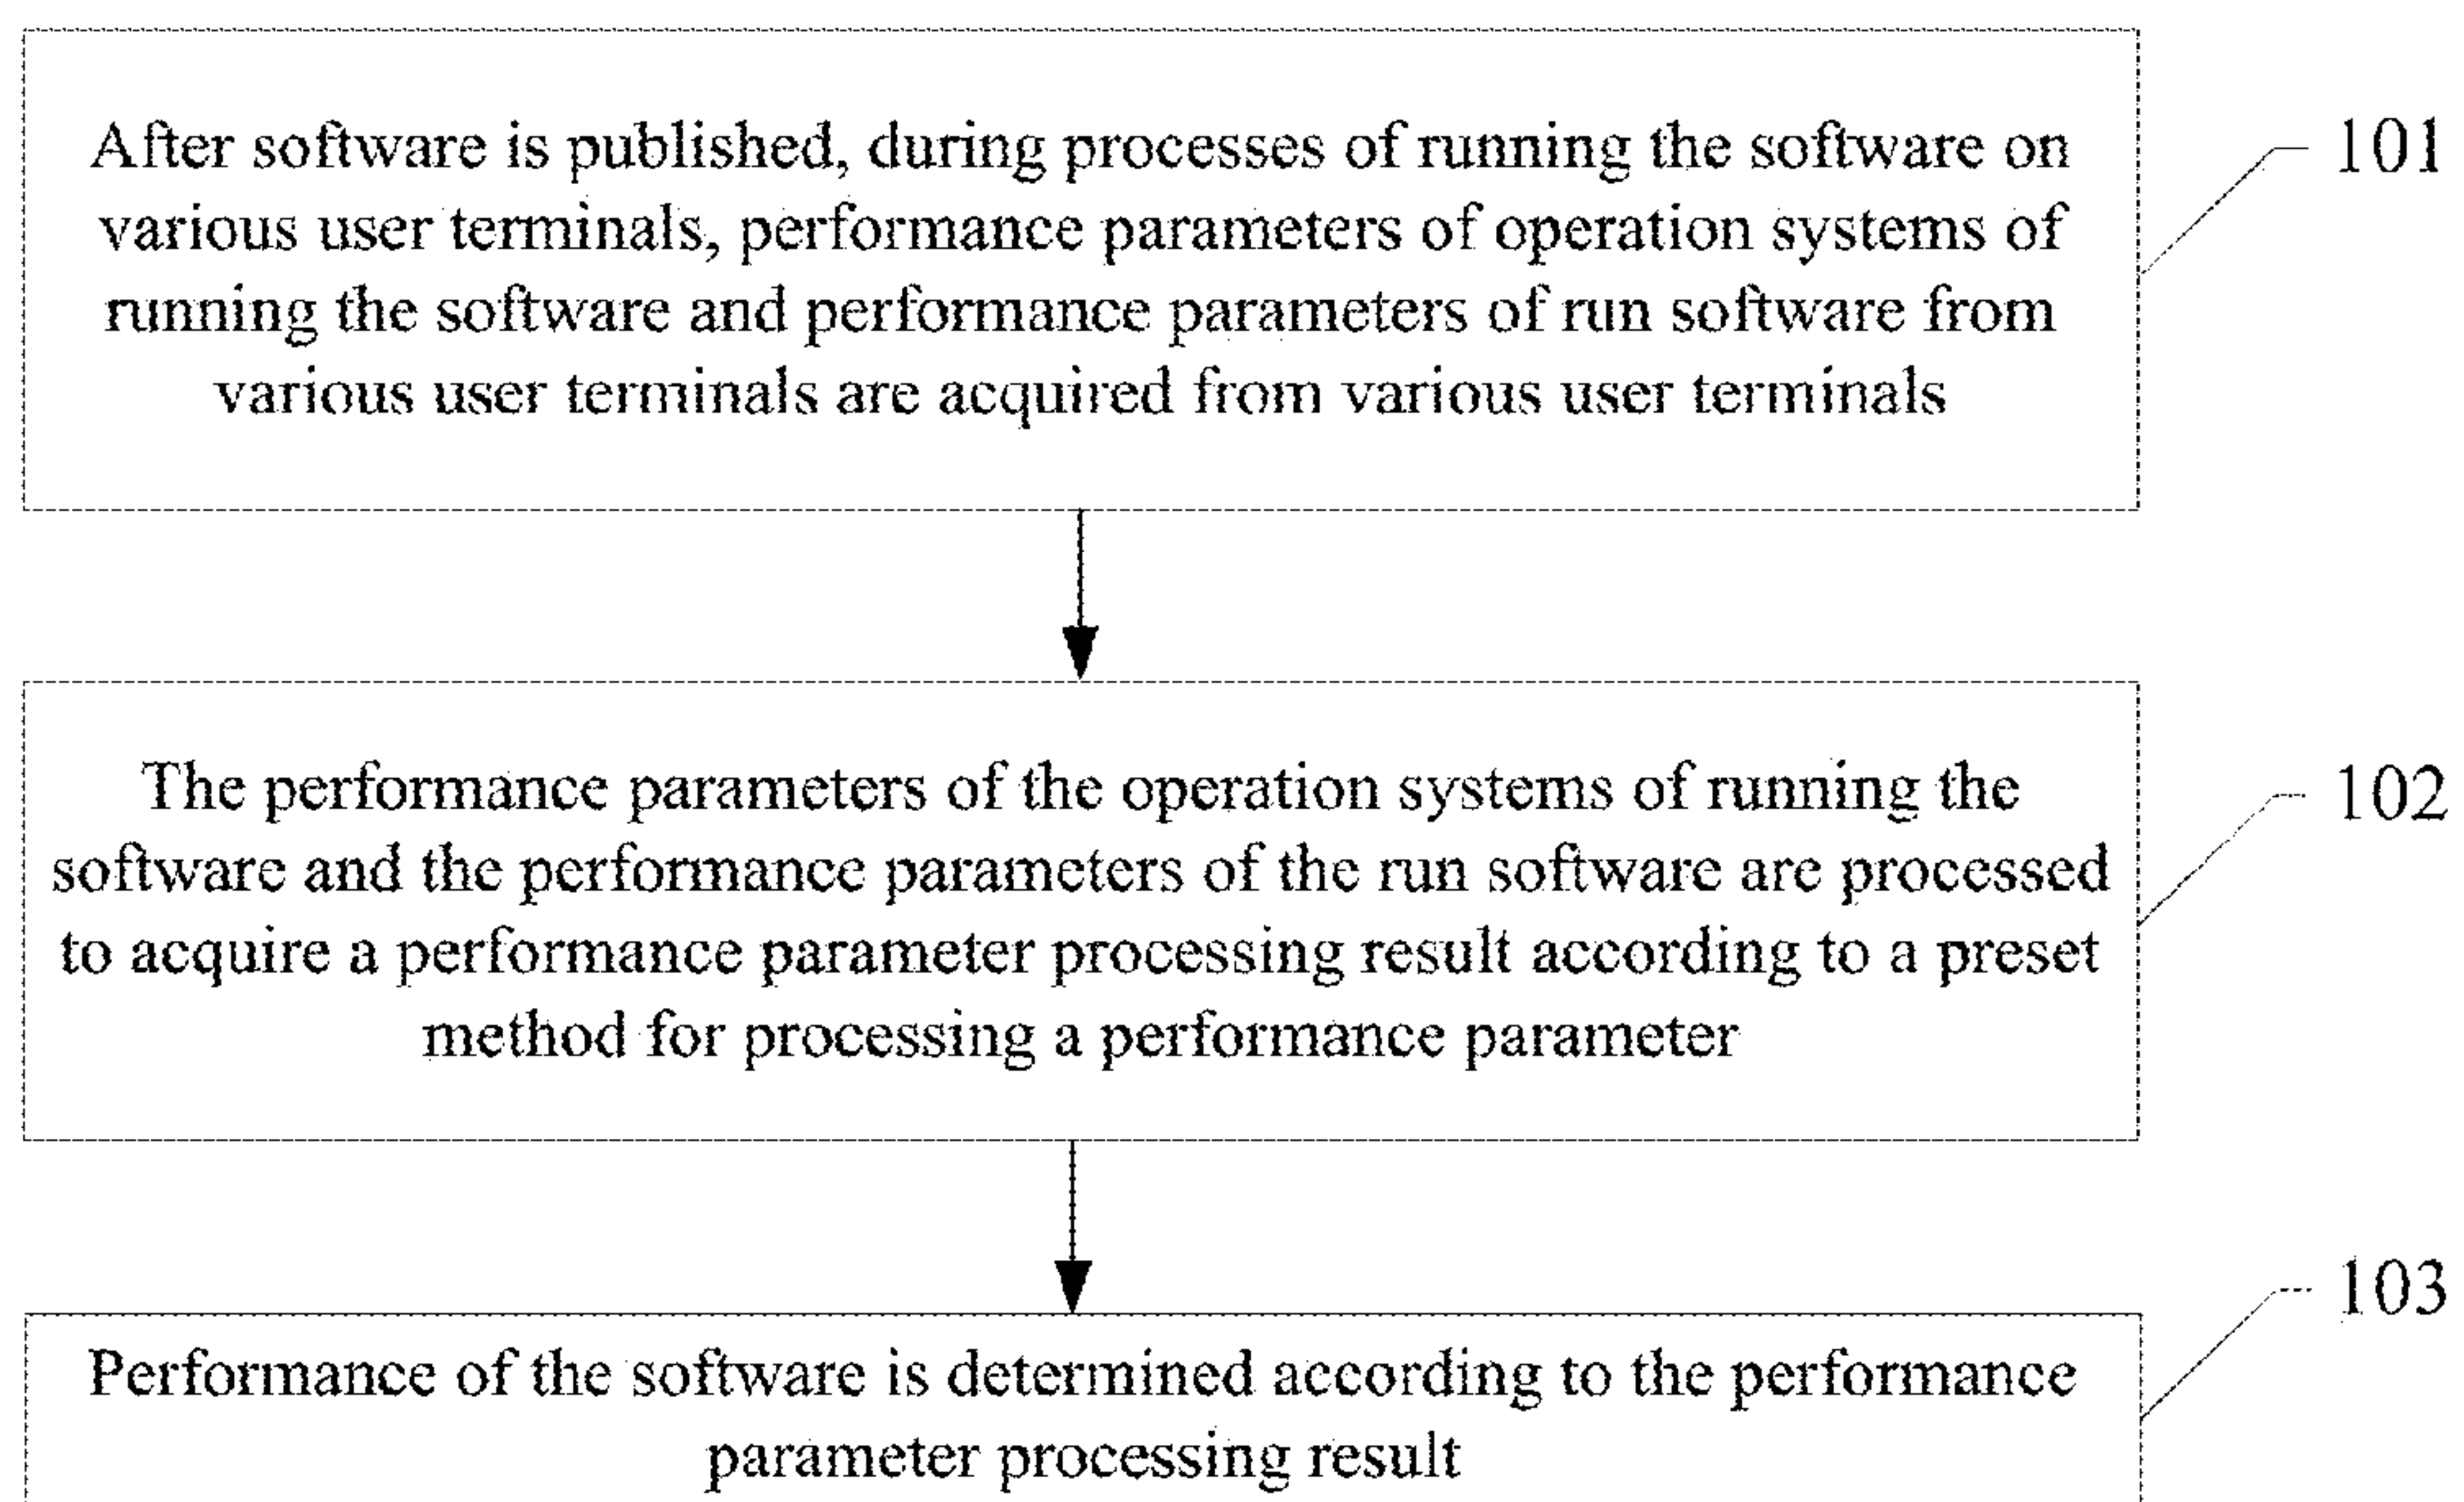 After software is published, during processes of running the software on
various user terminals, performance parameters of operation systems of
running the software and performance parameters of run software from
various user terminals are acquired from various user terminals
101
The performance parameters of the operation systems of running the
software and the performance parameters of the run software are processed
to acquire a performance parameter processing result according to a preset
method for processing a performance parameter
102
Performance of the software is determined according to the performance
parameter processing result
103